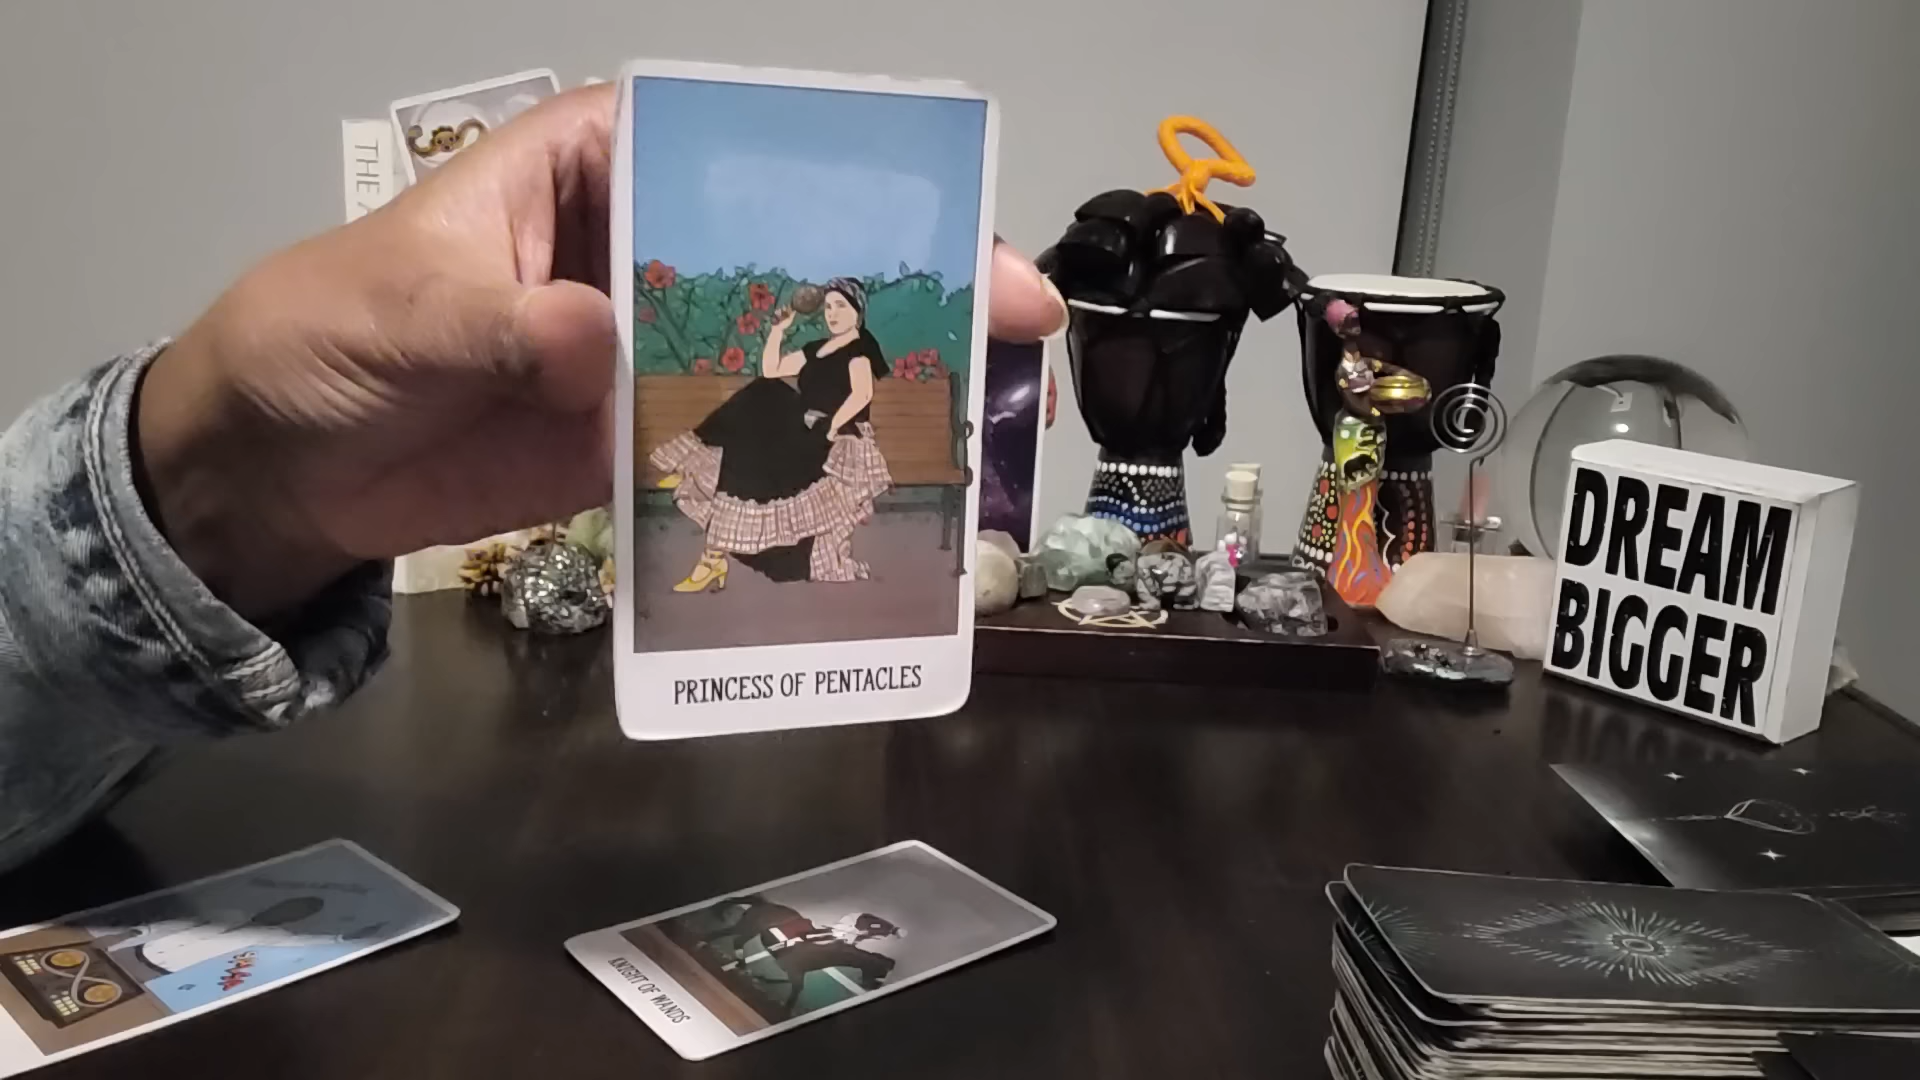 THE
PRINCESS OF PENTACLES
DREAM
BIGGER
KNIGHT OF WANDS